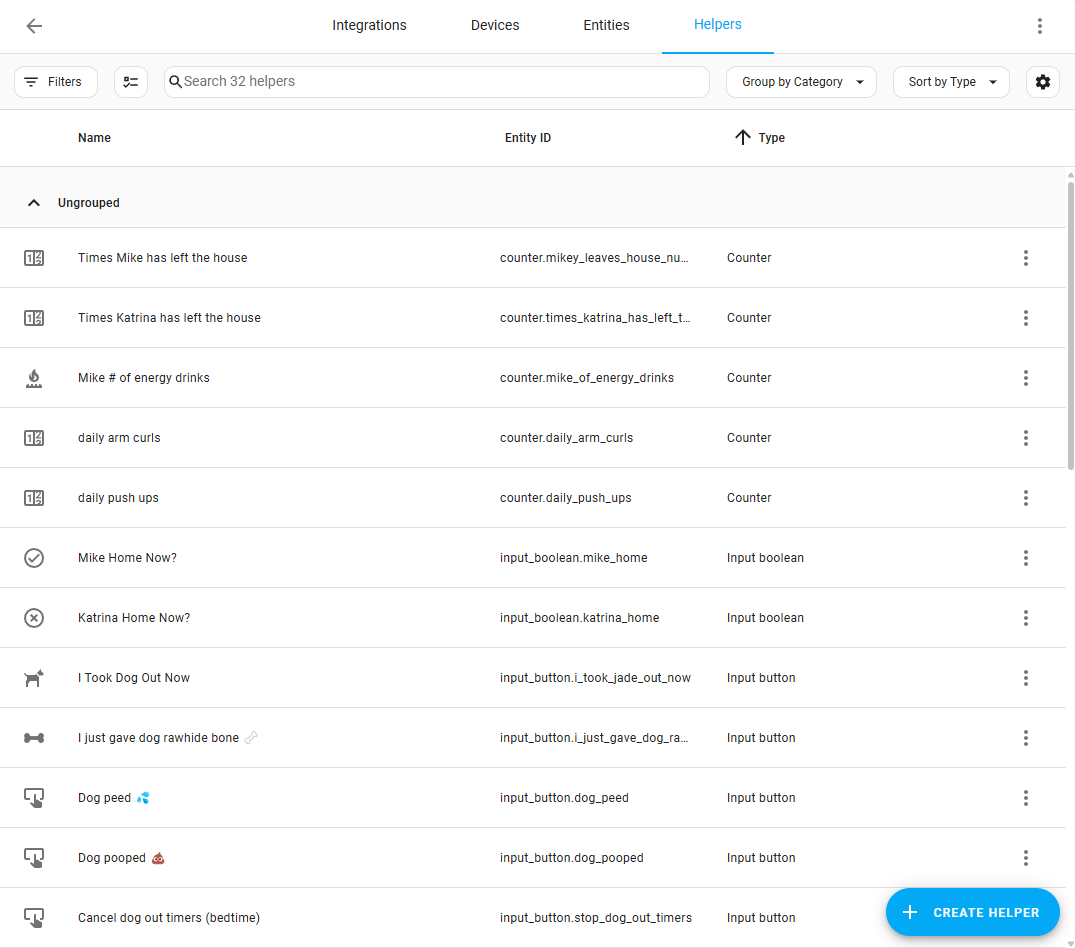 Integrations Devices Entities Helpers
Filters Search 32 helpers Group by Category Sort by Type
Name Entity ID Type
Ungrouped
Times Mike has left the house counter.mikey_leaves_house_nu... Counter
Times Katrina has left the house counter.times_katrina_has_left_t... Counter
Mike # of energy drinks counter.mike_of_energy_drinks Counter
daily arm curls counter.daily_arm_curls Counter
daily push ups counter.daily_push_ups Counter
Mike Home Now? input_boolean.mike_home Input boolean
Katrina Home Now? input_boolean.katrina_home Input boolean
I Took Dog Out Now input_button.i_took_jade_out_now Input button
I just gave dog rawhide bone 🦴 input_button.i_just_gave_dog_ra... Input button
Dog peed 💦 input_button.dog_peed Input button
Dog pooped 💩 input_button.dog_pooped Input button
Cancel dog out timers (bedtime) input_button.stop_dog_out_timers Input button
CREATE HELPER